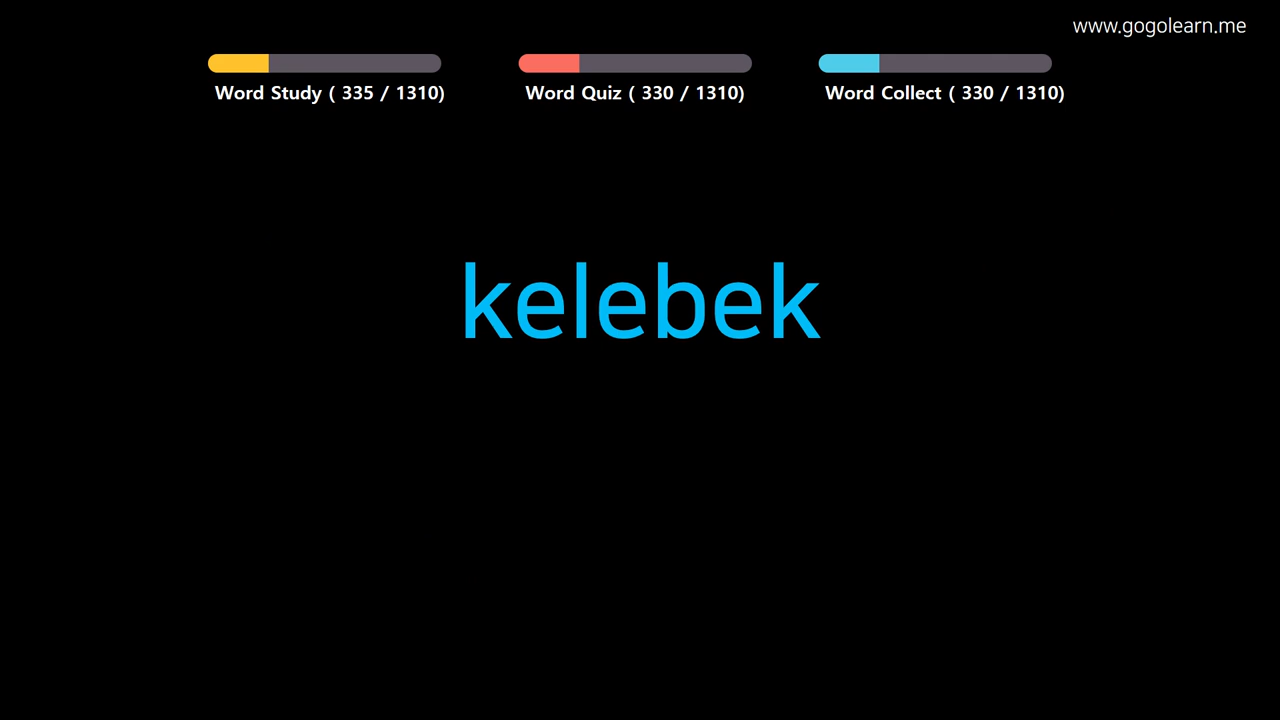 www.gogolearn.me
Word Study ( 335 / 1310)
Word Quiz ( 330 / 1310)
Word Collect ( 330 / 1310)
kelebek